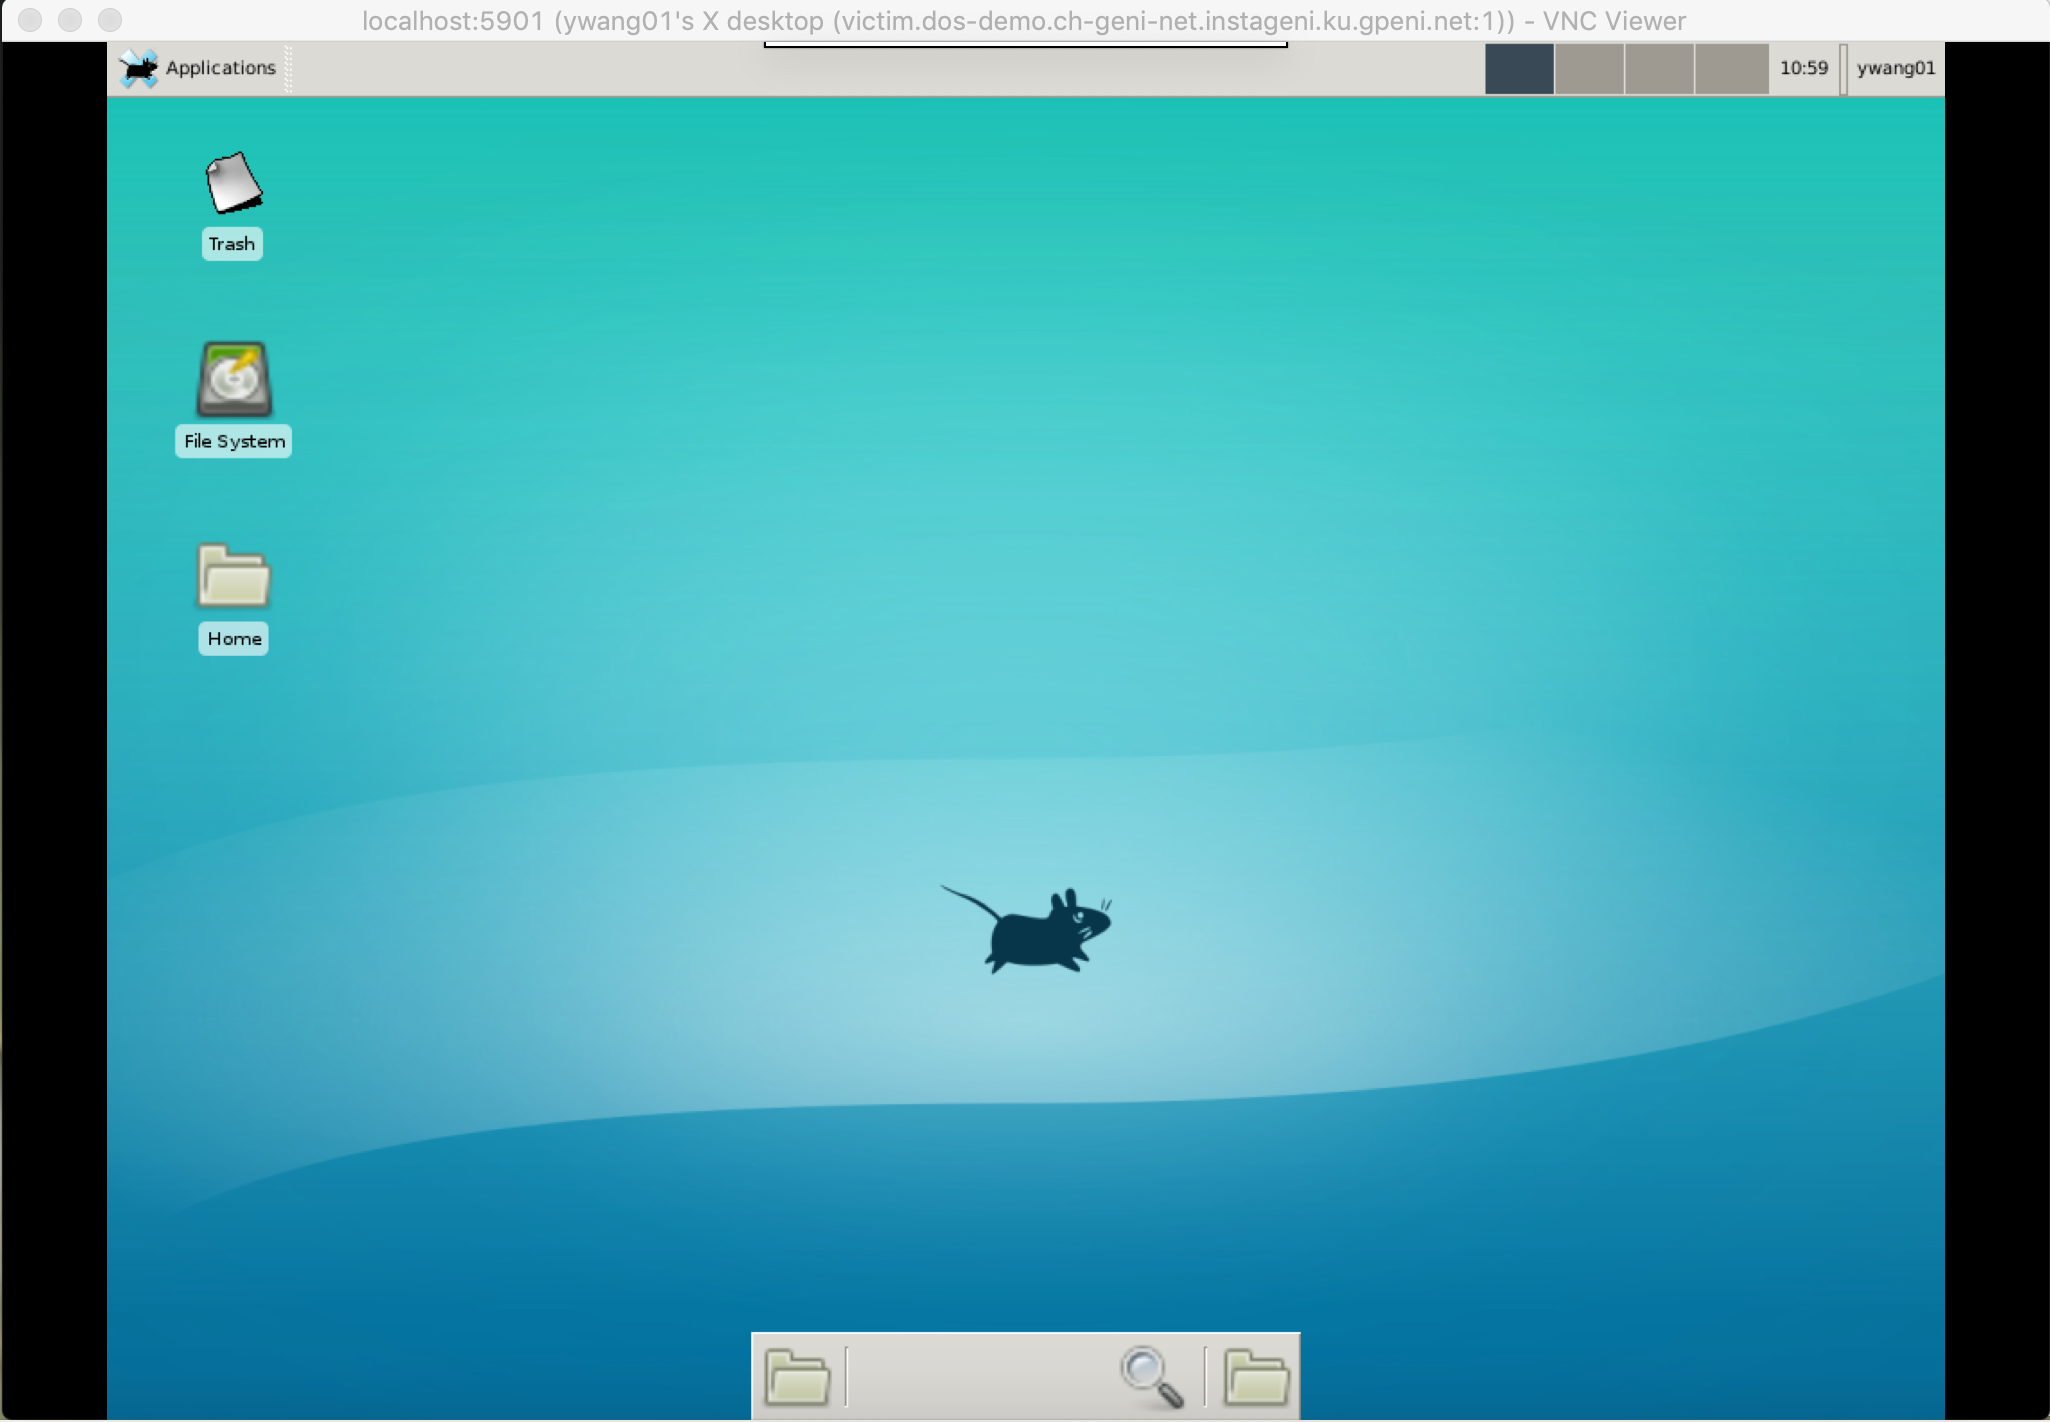 localhost:5901 (ywang01's X desktop (victim.dos-demo.ch-geni-net.instageni.ku.gpeni.net:1)) - VNC Viewer
Applications
10:59
ywang01
Trash
File System
Home